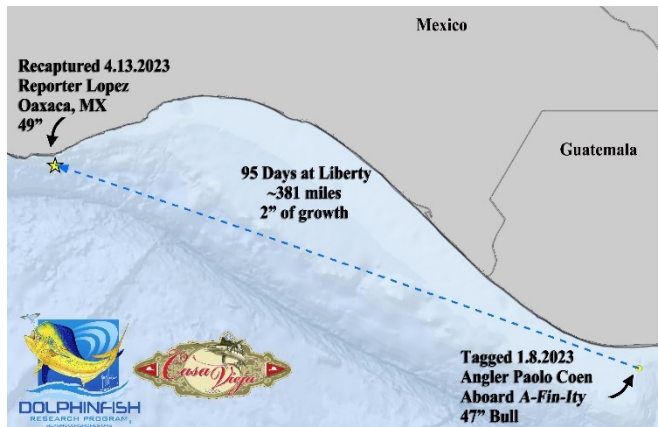 Mexico
Recaptured 4.13.2023
Reporter Lopez
Oaxaca, MX
49”
Guatemala
95 Days at Liberty
~381 miles
2” of growth
Tagged 1.8.2023
Angler Paolo Coen
Aboard A-Fin-Ity
47” Bull
Casa Vieja
DOLPHINFISH
RESEARCH PROGRAM